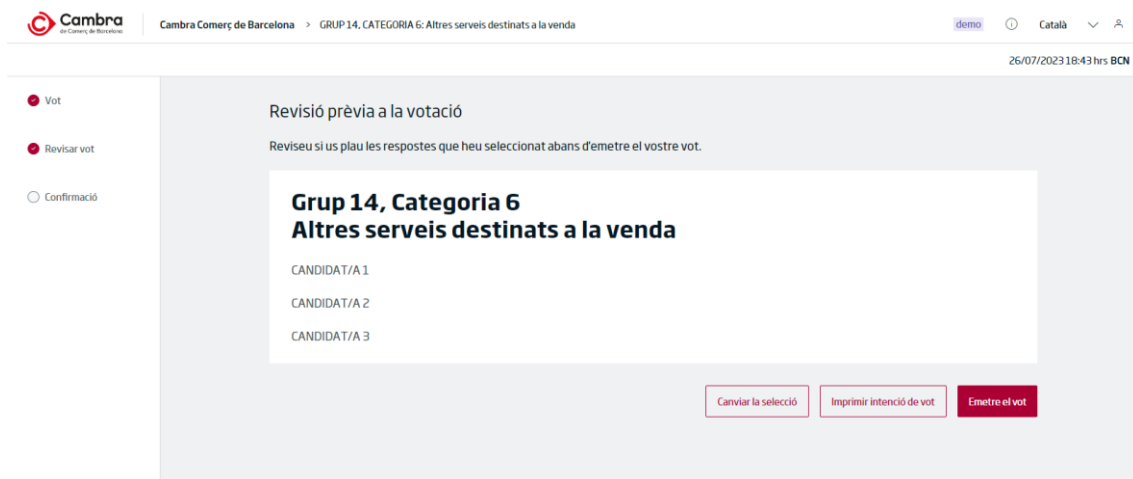 Cambra
de Comerç de Barcelona
Cambra Comerç de Barcelona > GRUP 14, CATEGORIA 6: Altres serveis destinats a la venda
demo
Català
26/07/2023 18:43 hrs BCN
Vot
Revisar vot
Confirmació
Revisió prèvia a la votació
Reviseu si us plau les respostes que heu seleccionat abans d'emetre el vostre vot.
Grup 14, Categoria 6
Altres serveis destinats a la venda
CANDIDAT/A 1
CANDIDAT/A 2
CANDIDAT/A 3
Canviar la selecció
Imprimir intenció de vot
Emetre el vot